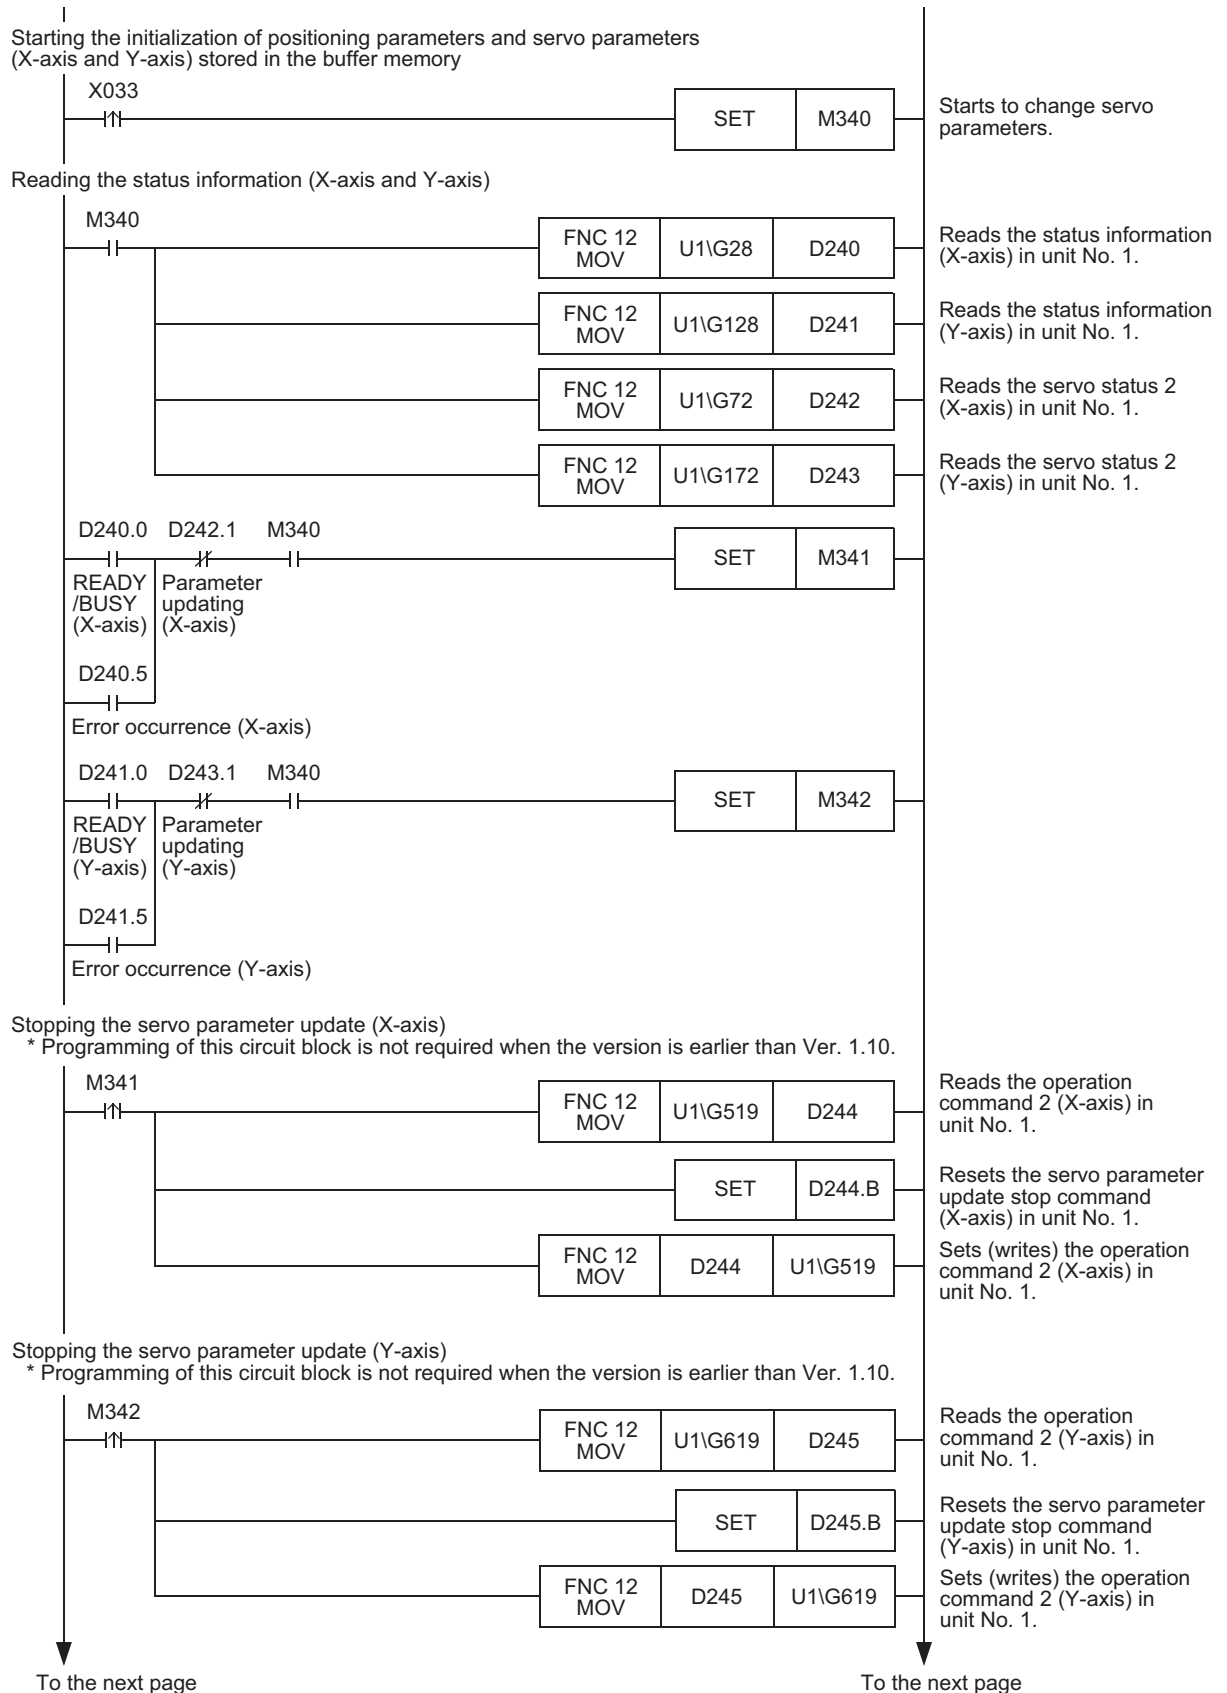 Starting the initialization of positioning parameters and servo parameters
(X-axis and Y-axis) stored in the buffer memory
X033
SET M340
Starts to change servo
parameters.
Reading the status information (X-axis and Y-axis)
M340
FNC 12
MOV
U1\G28
D240
Reads the status information
(X-axis) in unit No. 1.
FNC 12
MOV
U1\G128
D241
Reads the status information
(Y-axis) in unit No. 1.
FNC 12
MOV
U1\G72
D242
Reads the servo status 2
(X-axis) in unit No. 1.
FNC 12
MOV
U1\G172
D243
Reads the servo status 2
(Y-axis) in unit No. 1.
D240.0 D242.1 M340
SET M341
READY
/BUSY
(X-axis)
Parameter
updating
(X-axis)
D240.5
Error occurrence (X-axis)
D241.0 D243.1 M340
SET M342
READY
/BUSY
(Y-axis)
Parameter
updating
(Y-axis)
D241.5
Error occurrence (Y-axis)
Stopping the servo parameter update (X-axis)
* Programming of this circuit block is not required when the version is earlier than Ver. 1.10.
M341
FNC 12
MOV
U1\G519
D244
Reads the operation
command 2 (X-axis) in
unit No. 1.
SET D244.B
Resets the servo parameter
update stop command
(X-axis) in unit No. 1.
FNC 12
MOV
D244
U1\G519
Sets (writes) the operation
command 2 (X-axis) in
unit No. 1.
Stopping the servo parameter update (Y-axis)
* Programming of this circuit block is not required when the version is earlier than Ver. 1.10.
M342
FNC 12
MOV
U1\G619
D245
Reads the operation
command 2 (Y-axis) in
unit No. 1.
SET D245.B
Resets the servo parameter
update stop command
(Y-axis) in unit No. 1.
FNC 12
MOV
D245
U1\G619
Sets (writes) the operation
command 2 (Y-axis) in
unit No. 1.
To the next page
To the next page